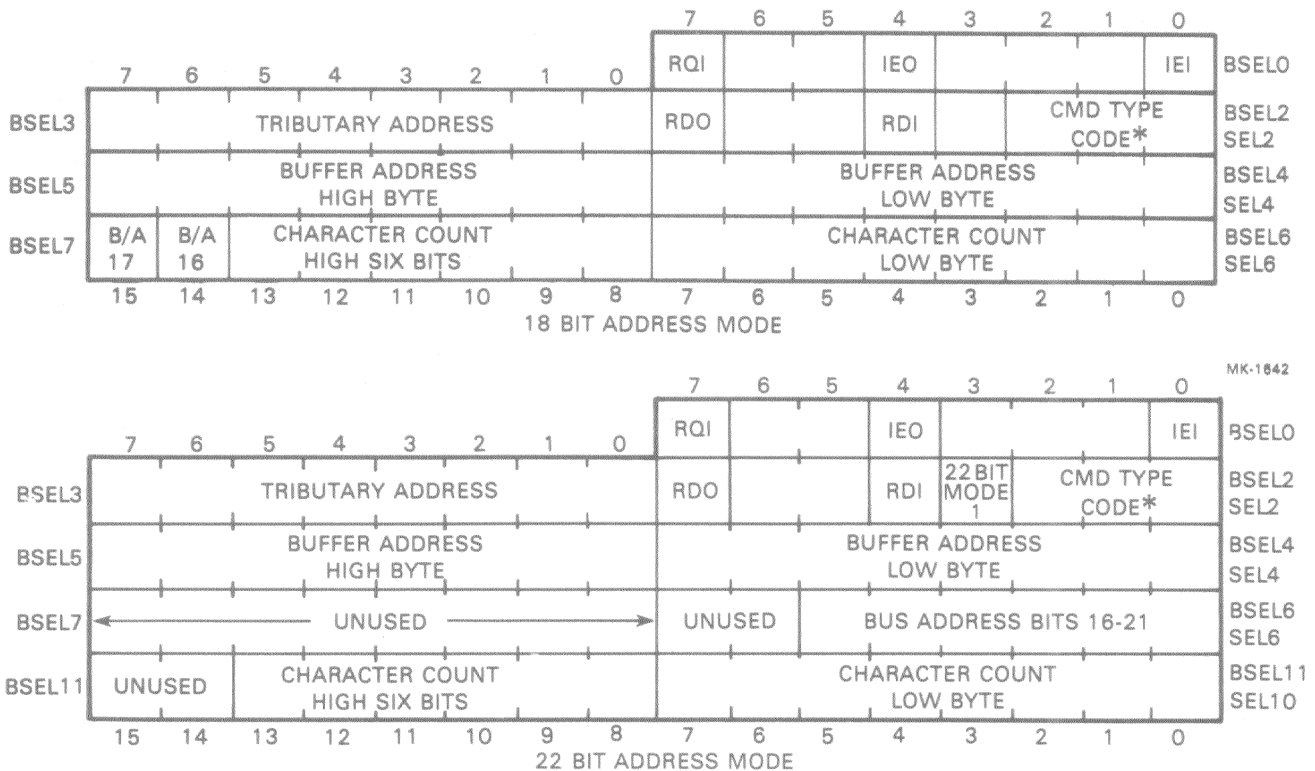 7 6 5 4 3 2 1 0
RQI IEO IEI BSEL0
7 6 5 4 3 2 1 0
BSEL3 TRIBUTARY ADDRESS RDO RDI CMD TYPE CODE* BSEL2 SEL2
BSEL5 BUFFER ADDRESS HIGH BYTE BUFFER ADDRESS LOW BYTE BSEL4 SEL4
BSEL7 B/A 17 B/A 16 CHARACTER COUNT HIGH SIX BITS CHARACTER COUNT LOW BYTE BSEL6 SEL6
15 14 13 12 11 10 9 8 7 6 5 4 3 2 1 0
18 BIT ADDRESS MODE
MK-1642
7 6 5 4 3 2 1 0
RQI IEO IEI BSEL0
7 6 5 4 3 2 1 0
BSEL3 TRIBUTARY ADDRESS RDO RDI 22 BIT MODE 1 CMD TYPE CODE* BSEL2 SEL2
BSEL5 BUFFER ADDRESS HIGH BYTE BUFFER ADDRESS LOW BYTE BSEL4 SEL4
BSEL7 UNUSED UNUSED BUS ADDRESS BITS 16-21 BSEL6 SEL6
BSEL11 UNUSED CHARACTER COUNT HIGH SIX BITS CHARACTER COUNT LOW BYTE BSEL11 SEL10
15 14 13 12 11 10 9 8 7 6 5 4 3 2 1 0
22 BIT ADDRESS MODE